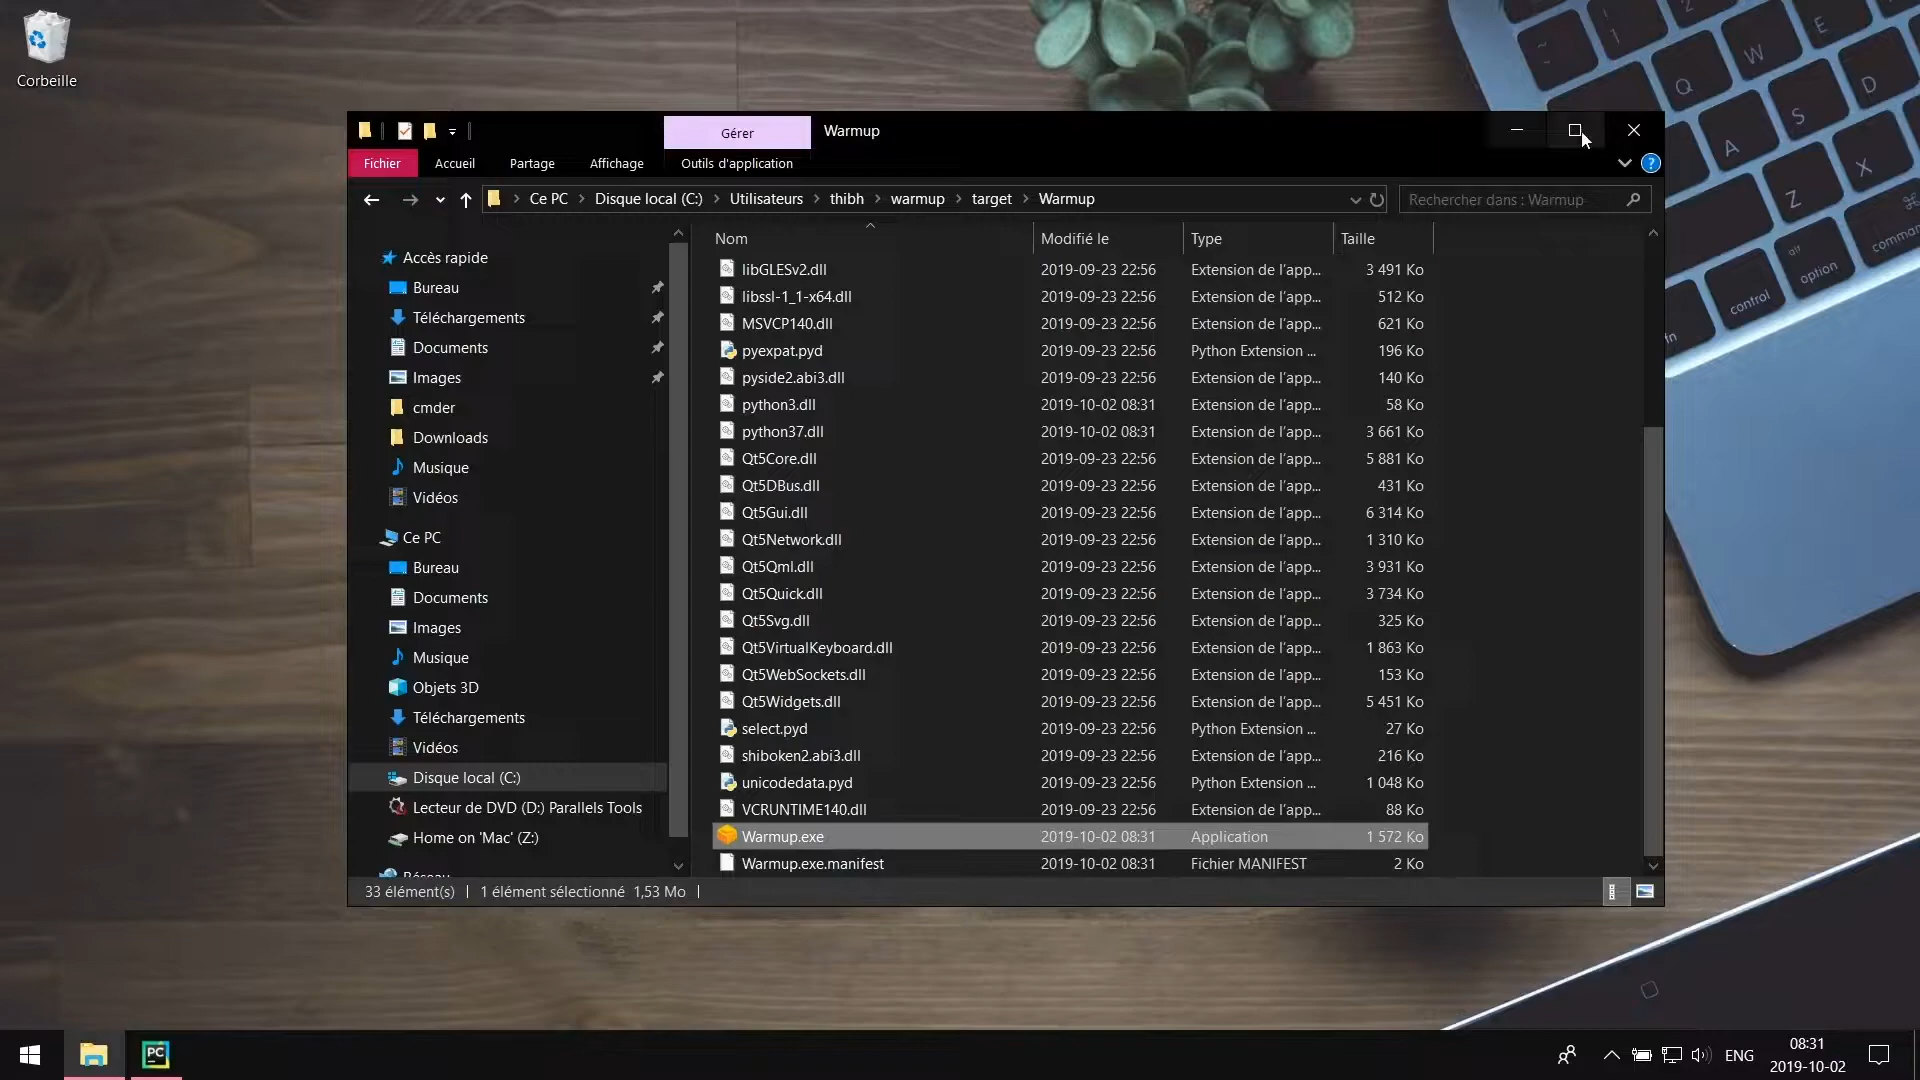 Corbeille
Gérer
Warmup
Fichier
Accueil
Partage
Affichage
Outils d'application
Ce PC
Disque local (C:)
Utilisateurs
thibh
warmup
target
Warmup
Rechercher dans : Warmup
Accès rapide
Bureau
Téléchargements
Documents
Images
cmder
Downloads
Musique
Vidéos
Ce PC
Bureau
Documents
Images
Musique
Objets 3D
Téléchargements
Vidéos
Disque local (C:)
Lecteur de DVD (D:) Parallels Tools
Home on 'Mac' (Z:)
Réseau
Nom Modifié le Type Taille
libGLESv2.dll 2019-09-23 22:56 Extension de l'app... 3 491 Ko
libssl-1_1-x64.dll 2019-09-23 22:56 Extension de l'app... 512 Ko
MSVCP140.dll 2019-09-23 22:56 Extension de l'app... 621 Ko
pyexpat.pyd 2019-09-23 22:56 Python Extension ... 196 Ko
pyside2.abi3.dll 2019-09-23 22:56 Extension de l'app... 140 Ko
python3.dll 2019-10-02 08:31 Extension de l'app... 58 Ko
python37.dll 2019-10-02 08:31 Extension de l'app... 3 661 Ko
Qt5Core.dll 2019-09-23 22:56 Extension de l'app... 5 881 Ko
Qt5DBus.dll 2019-09-23 22:56 Extension de l'app... 431 Ko
Qt5Gui.dll 2019-09-23 22:56 Extension de l'app... 6 314 Ko
Qt5Network.dll 2019-09-23 22:56 Extension de l'app... 1 310 Ko
Qt5Qml.dll 2019-09-23 22:56 Extension de l'app... 3 931 Ko
Qt5Quick.dll 2019-09-23 22:56 Extension de l'app... 3 734 Ko
Qt5Svg.dll 2019-09-23 22:56 Extension de l'app... 325 Ko
Qt5VirtualKeyboard.dll 2019-09-23 22:56 Extension de l'app... 1 863 Ko
Qt5WebSockets.dll 2019-09-23 22:56 Extension de l'app... 153 Ko
Qt5Widgets.dll 2019-09-23 22:56 Extension de l'app... 5 451 Ko
select.pyd 2019-09-23 22:56 Python Extension ... 27 Ko
shiboken2.abi3.dll 2019-09-23 22:56 Extension de l'app... 216 Ko
unicodedata.pyd 2019-09-23 22:56 Python Extension ... 1 048 Ko
VCRUNTIME140.dll 2019-09-23 22:56 Extension de l'app... 88 Ko
Warmup.exe 2019-10-02 08:31 Application 1 572 Ko
Warmup.exe.manifest 2019-10-02 08:31 Fichier MANIFEST 2 Ko
33 élément(s)
1 élément sélectionné 1,53 Mo
~ 1 2
Q W E
A S D
Z X
fn control
alt
option
command
PC
ENG
08:31
2019-10-02